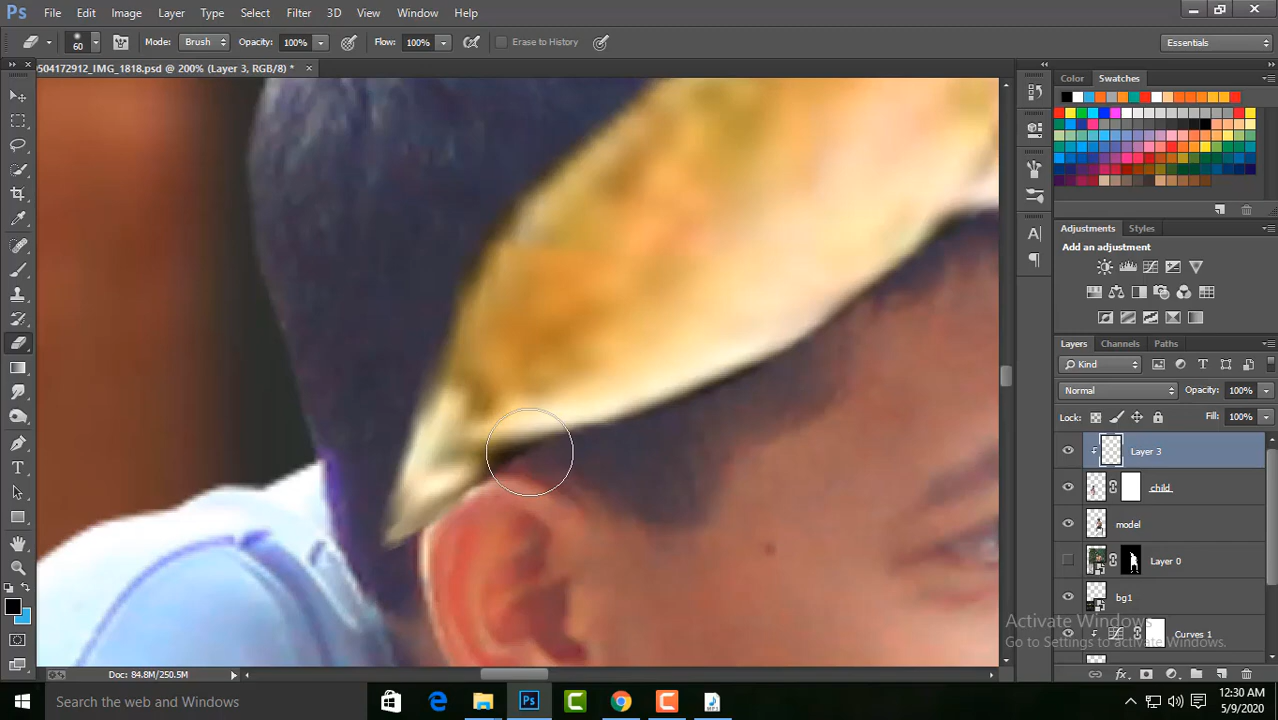 Ps File Edit Image Layer Type Select Filter 3D View Window Help
60 Mode: Brush Opacity: 100% Flow: 100% Erase to History Essentials
504172912_IMG_1818.psd @ 200% (Layer 3, RGB/8) *
Color Swatches
Adjustments Styles
Add an adjustment
Layers Channels Paths
Kind
Normal Opacity: 100%
Lock: Fill: 100%
Layer 3
child
model
Layer 0
bg1
Activate Windows
Go to Settings to activate Windows.
Curves 1
Doc: 84.8M/250.5M
Search the web and Windows
12:30 AM
5/9/2020